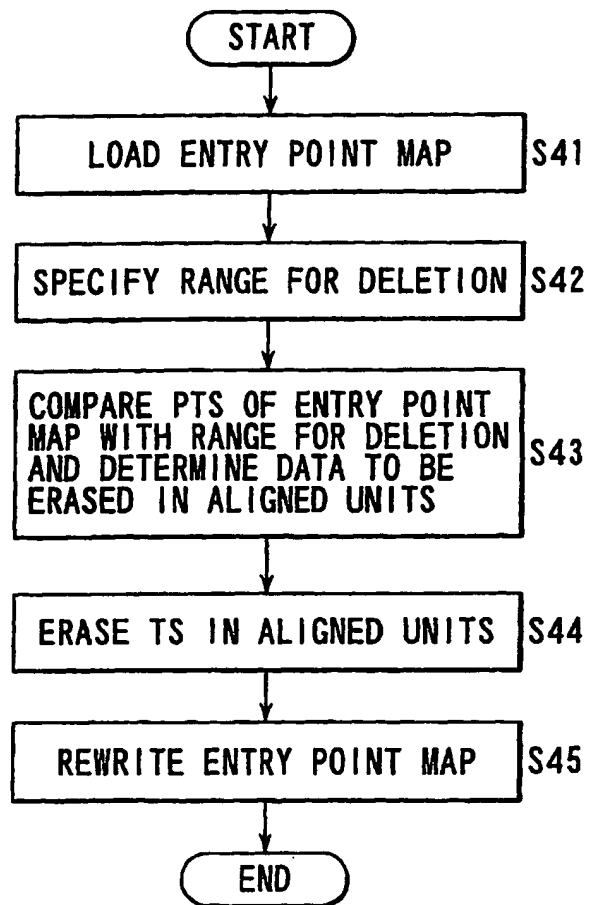 START
LOAD ENTRY POINT MAP
S41
SPECIFY RANGE FOR DELETION
S42
COMPARE PTS OF ENTRY POINT
MAP WITH RANGE FOR DELETION
AND DETERMINE DATA TO BE
ERASED IN ALIGNED UNITS
S43
ERASE TS IN ALIGNED UNITS
S44
REWRITE ENTRY POINT MAP
S45
END